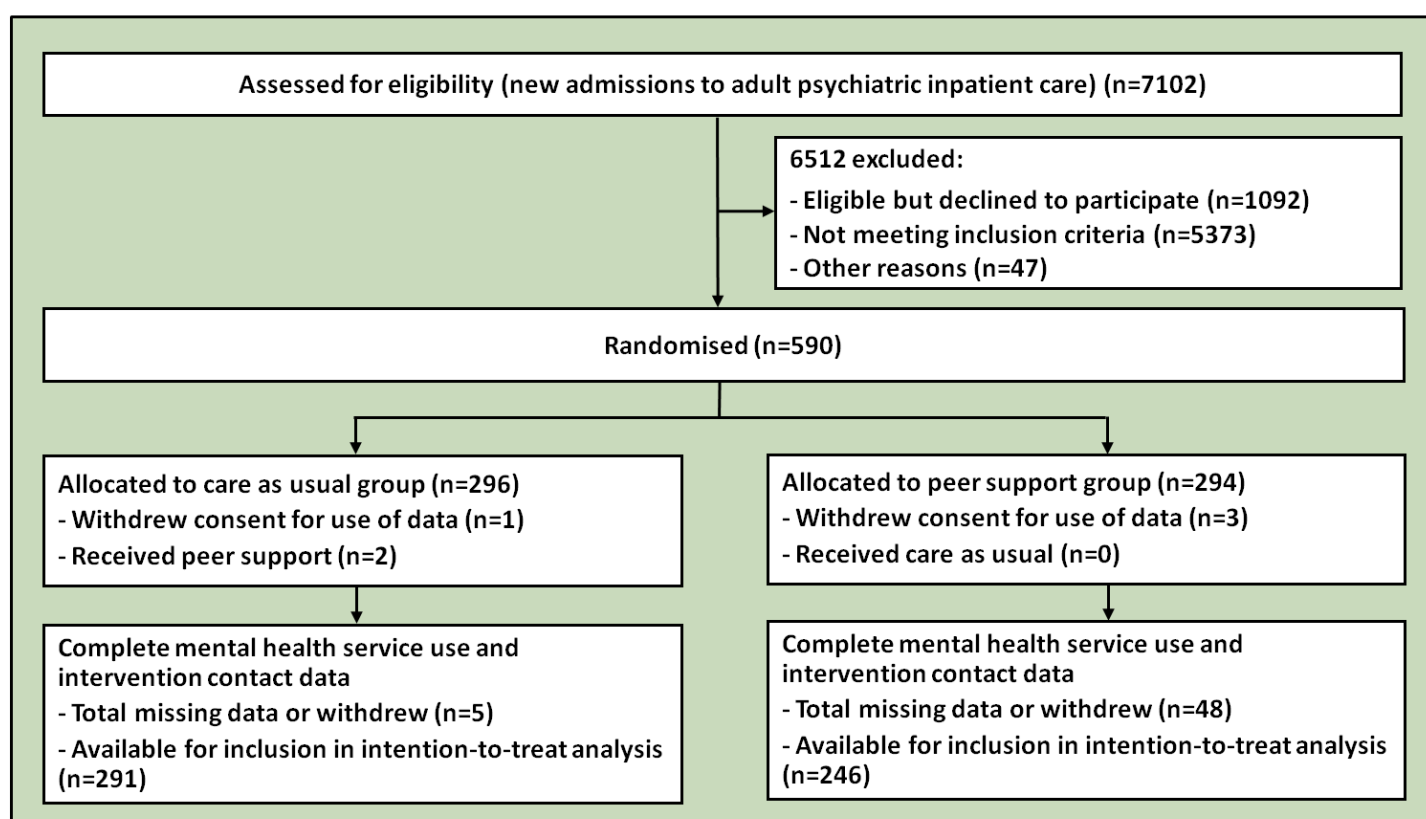 Assessed for eligibility (new admissions to adult psychiatric inpatient care) (n=7102)
6512 excluded:
- Eligible but declined to participate (n=1092)
- Not meeting inclusion criteria (n=5373)
- Other reasons (n=47)
Randomised (n=590)
Allocated to care as usual group (n=296)
- Withdrew consent for use of data (n=1)
- Received peer support (n=2)
Allocated to peer support group (n=294)
- Withdrew consent for use of data (n=3)
- Received care as usual (n=0)
Complete mental health service use and
intervention contact data
- Total missing data or withdrew (n=5)
- Available for inclusion in intention-to-treat analysis
(n=291)
Complete mental health service use and
intervention contact data
- Total missing data or withdrew (n=48)
- Available for inclusion in intention-to-treat analysis
(n=246)